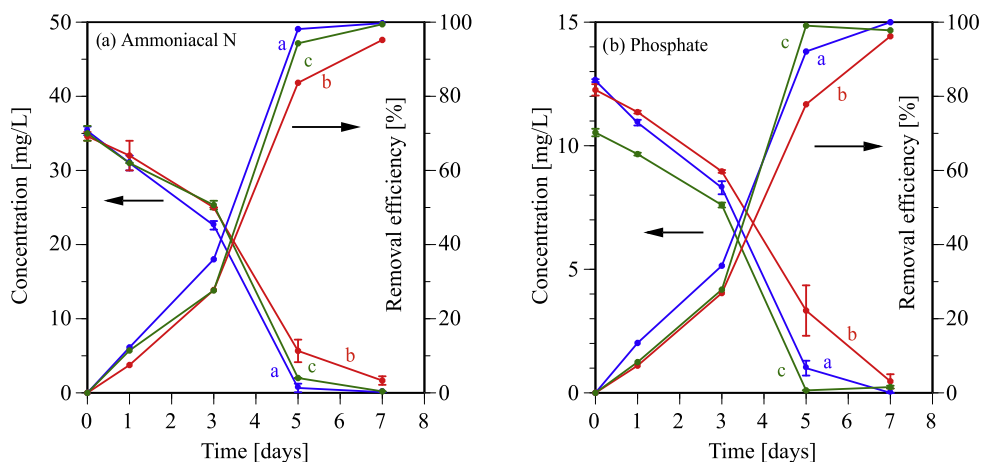 (a) Ammoniacal N
Concentration [mg/L]
50
40
30
20
10
0
Removal efficiency [%]
100
80
60
40
20
0
a
c
b
b
c
a
0 1 2 3 4 5 6 7 8
Time [days]
(b) Phosphate
Concentration [mg/L]
15
10
5
0
Removal efficiency [%]
100
80
60
40
20
0
c
a
b
b
a
c
0 1 2 3 4 5 6 7 8
Time [days]